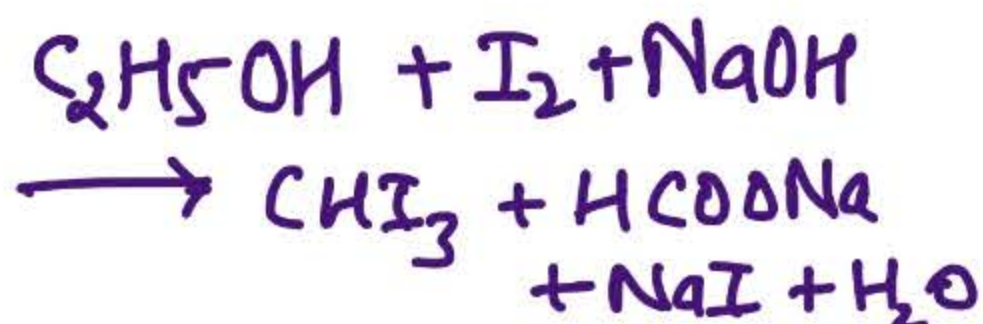 C₂H₅OH + I₂ + NaOH
⟶ CHI₃ + HCOONa
+ NaI + H₂O